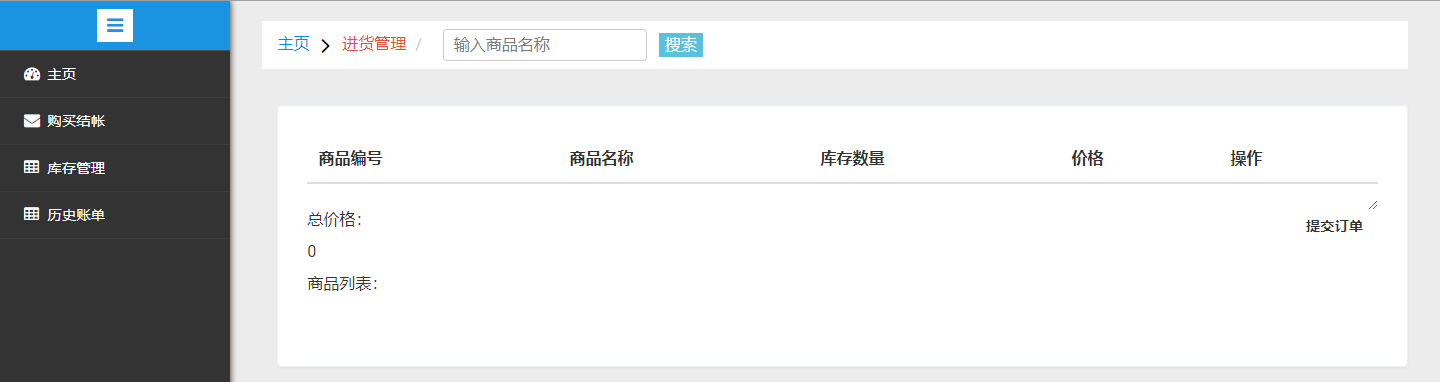 主页
购买结帐
库存管理
历史账单
主页 进货管理 / 输入商品名称 搜索
商品编号 商品名称 库存数量 价格 操作
总价格：
提交订单
0
商品列表：